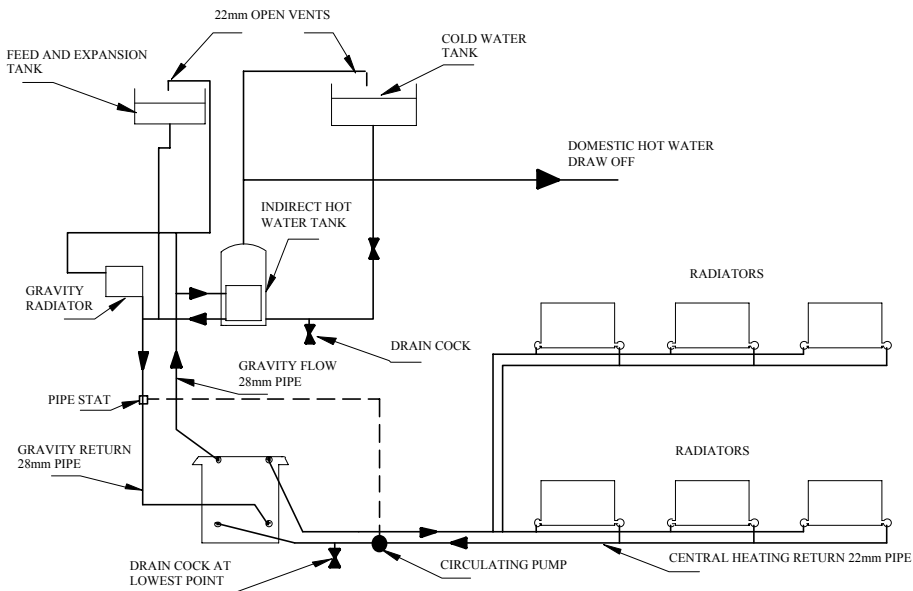 22mm OPEN VENTS
FEED AND EXPANSION
TANK
COLD WATER
TANK
DOMESTIC HOT WATER
DRAW OFF
INDIRECT HOT
WATER TANK
GRAVITY
RADIATOR
RADIATORS
DRAIN COCK
GRAVITY FLOW
28mm PIPE
PIPE STAT
GRAVITY RETURN
28mm PIPE
RADIATORS
DRAIN COCK AT
LOWEST POINT
CIRCULATING PUMP
CENTRAL HEATING RETURN 22mm PIPE